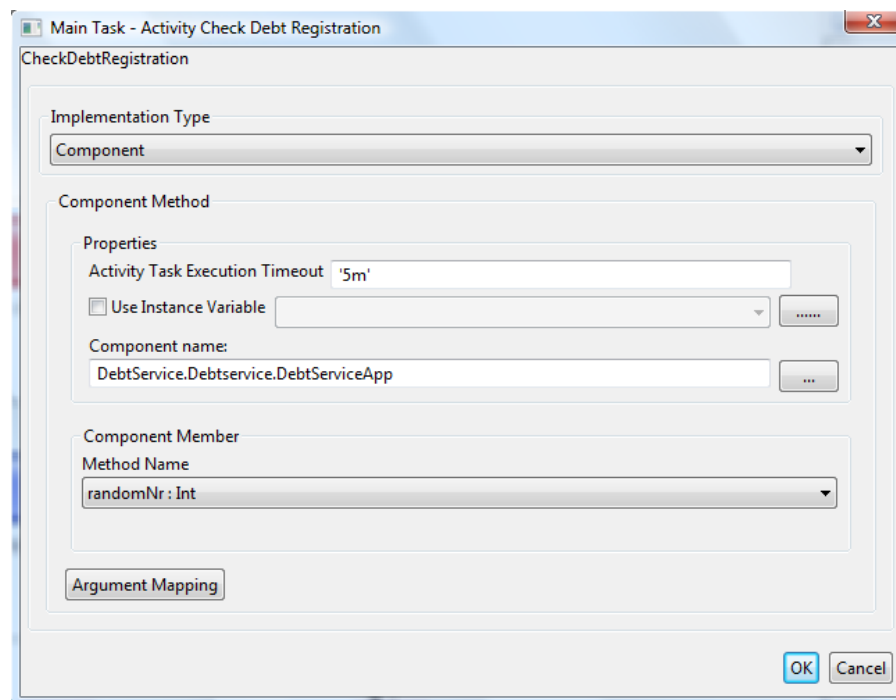 Main Task - Activity Check Debt Registration
CheckDebtRegistration
Implementation Type
Component
Component Method
Properties
Activity Task Execution Timeout '5m'
Use Instance Variable ......
Component name:
DebtService.Debtservice.DebtServiceApp ...
Component Member
Method Name
randomNr : Int
Argument Mapping
OK Cancel